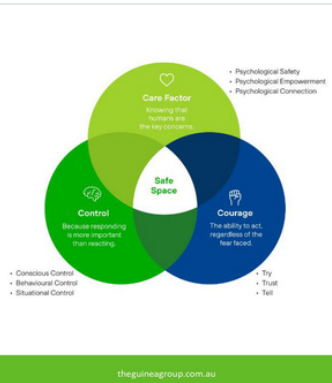 Care Factor
Knowing that
humans are
the key concerns.
• Psychological Safety
• Psychological Empowerment
• Psychological Connection
Safe
Space
Control
Because responding
is more important
than reacting.
Courage
The ability to act,
regardless of the
fear faced.
• Conscious Control
• Behavioural Control
• Situational Control
• Try
• Trust
• Tell
theguineagroup.com.au